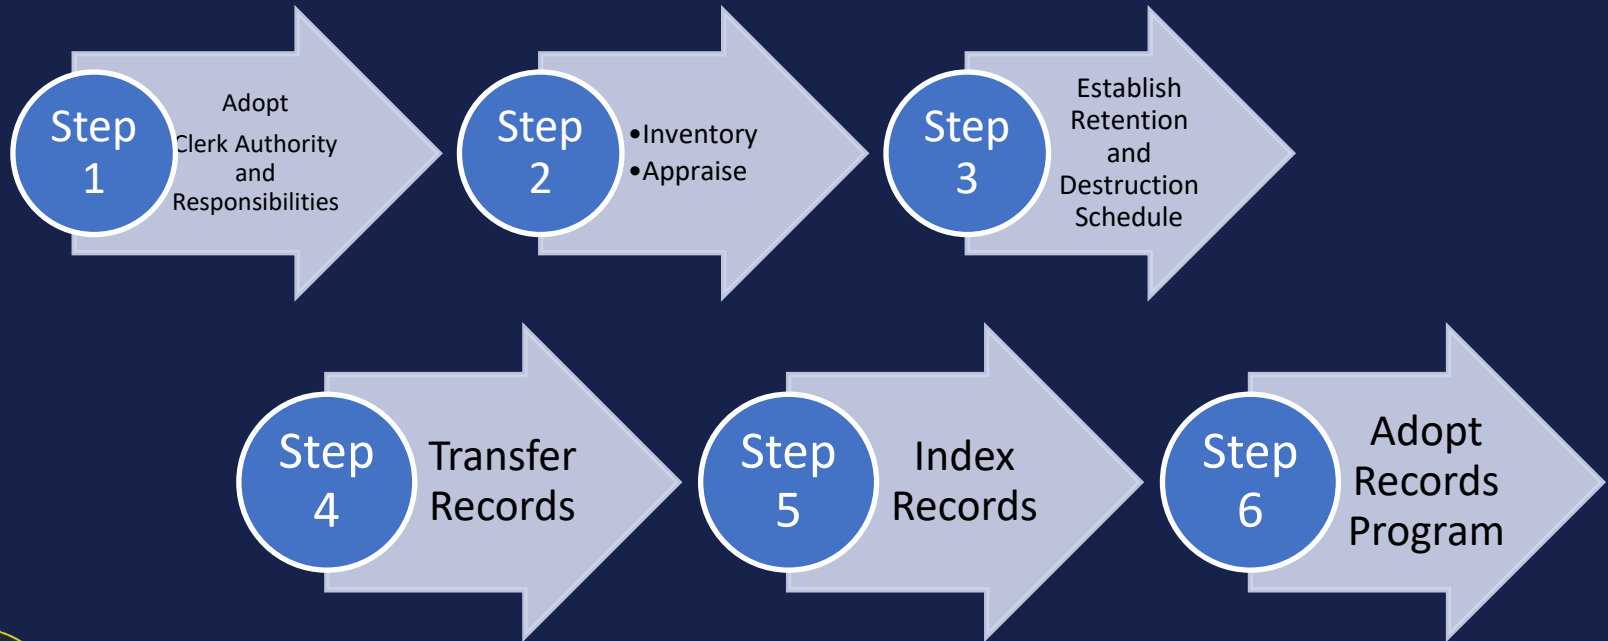 Step
1
Adopt
Clerk Authority
and
Responsibilities
Step
2
•Inventory
•Appraise
Step
3
Establish
Retention
and
Destruction
Schedule
Step
4
Transfer
Records
Step
5
Index
Records
Step
6
Adopt
Records
Program